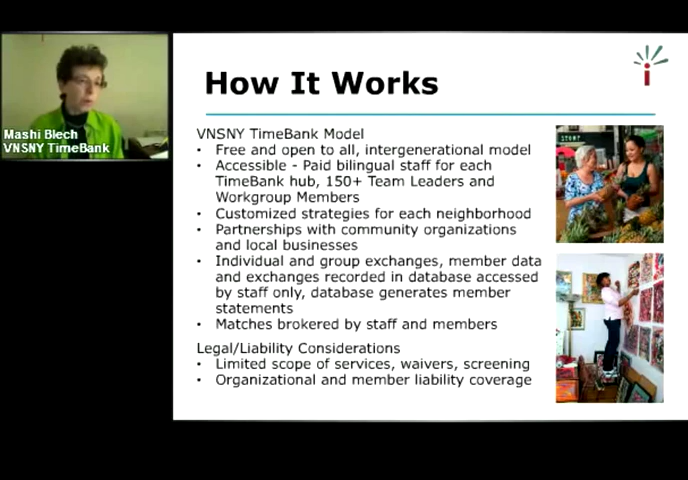 Mashi Blech
VNSNY TimeBank
How It Works
VNSNY TimeBank Model
• Free and open to all, intergenerational model
• Accessible - Paid bilingual staff for each
TimeBank hub, 150+ Team Leaders and
Workgroup Members
• Customized strategies for each neighborhood
• Partnerships with community organizations
and local businesses
• Individual and group exchanges, member data
and exchanges recorded in database accessed
by staff only, database generates member
statements
• Matches brokered by staff and members
Legal/Liability Considerations
• Limited scope of services, waivers, screening
• Organizational and member liability coverage